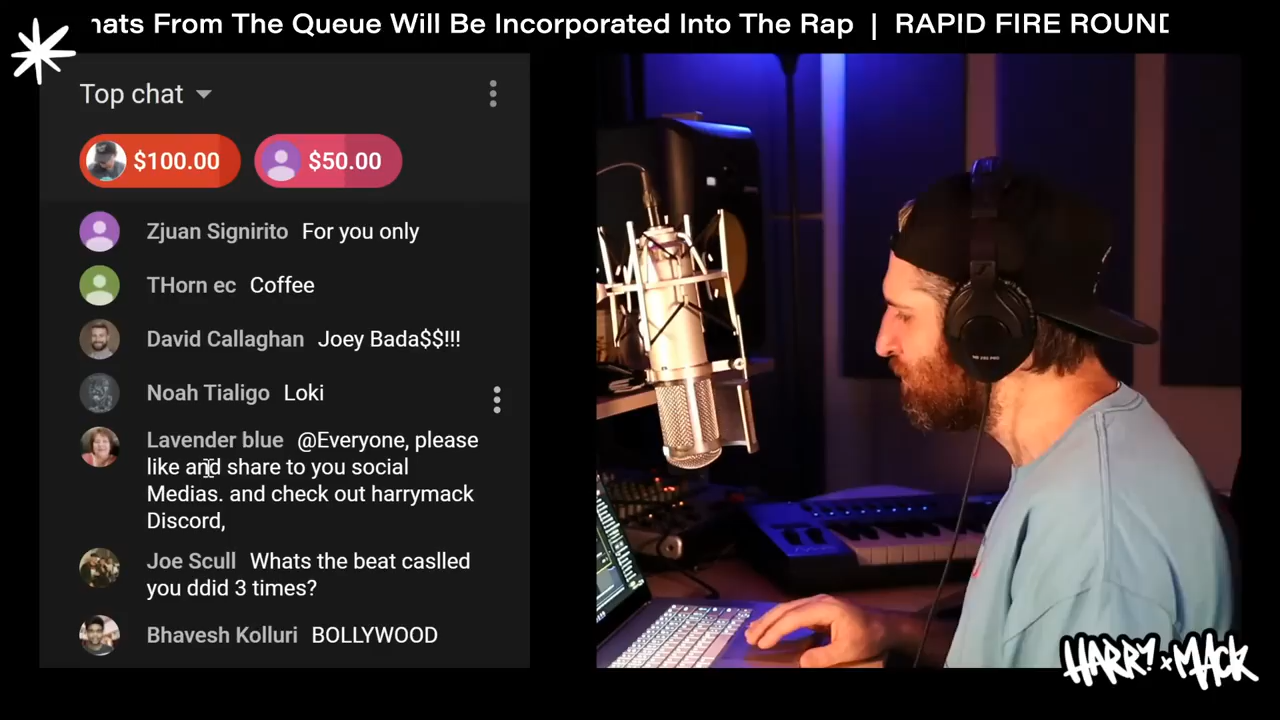 hats From The Queue Will Be Incorporated Into The Rap | RAPID FIRE ROUND
Top chat
$100.00 $50.00
Zjuan Signirito For you only
THorn ec Coffee
David Callaghan Joey Bada$$!!!
Noah Tialigo Loki
Lavender blue @Everyone, please
like and share to you social
Medias. and check out harrymack
Discord,
Joe Scull Whats the beat caslled
you ddid 3 times?
Bhavesh Kolluri BOLLYWOOD
HARRY x MACK